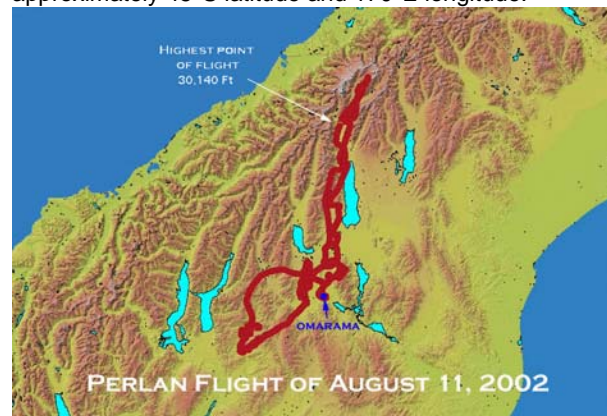 HIGHEST POINT
OF FLIGHT
30,140 FT
OMARAMA
PERLAN FLIGHT OF AUGUST 11, 2002